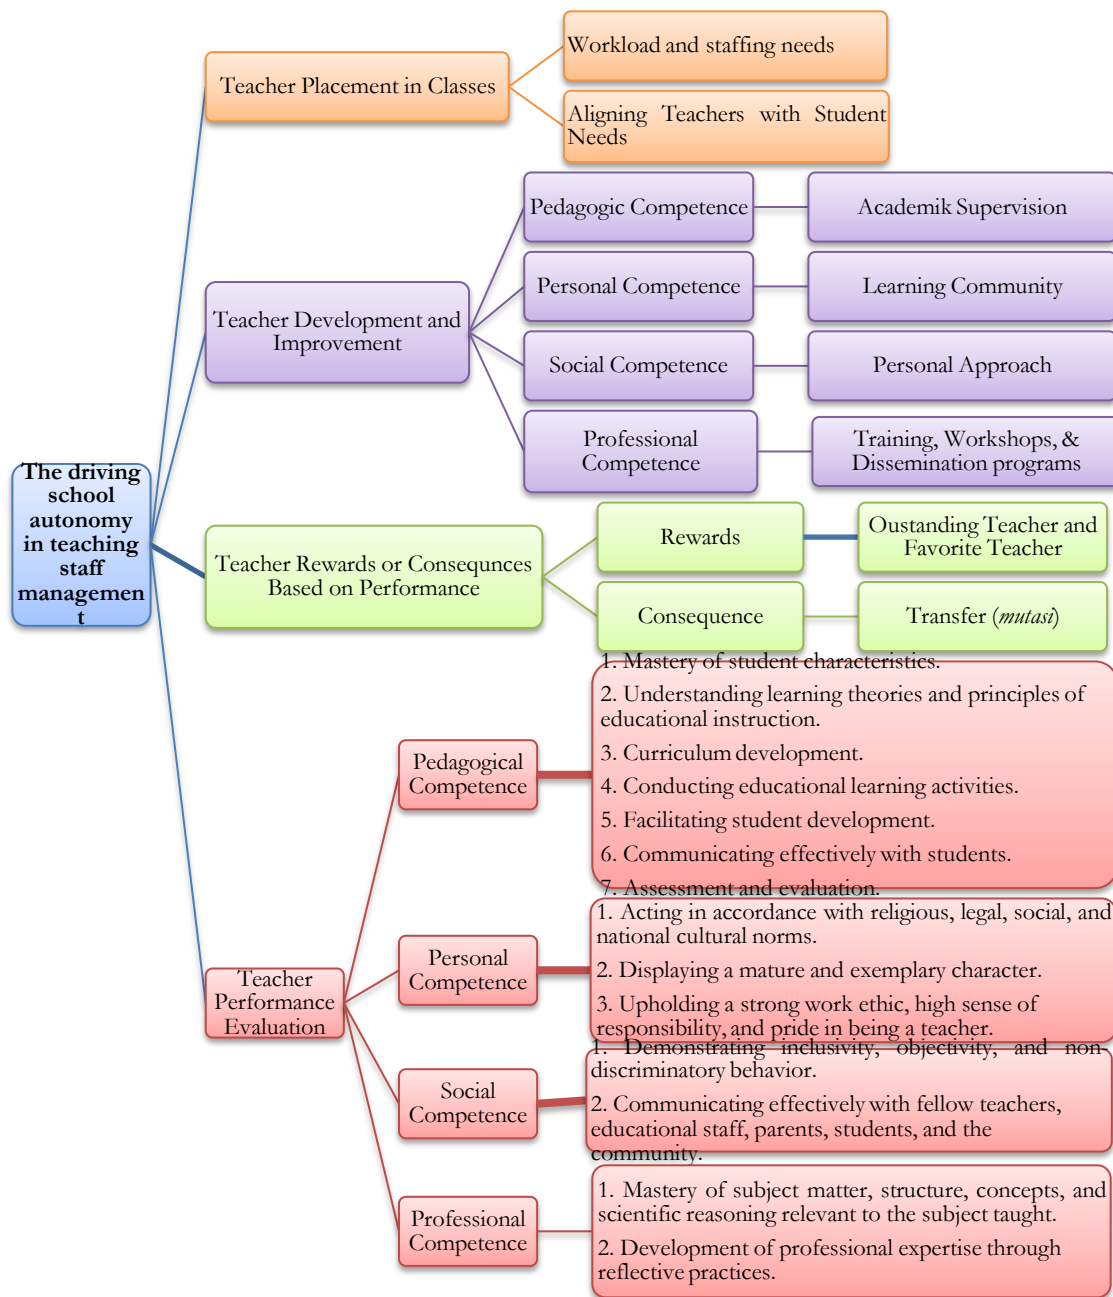 Teacher Placement in Classes
Workload and staffing needs
Aligning Teachers with Student
Needs
Teacher Development and
Improvement
Pedagogic Competence
Academik Supervision
Personal Competence
Learning Community
Social Competence
Personal Approach
Professional
Competence
Training, Workshops, &
Dissemination programs
The driving
school
autonomy
in teaching
staff
managemen
t
Teacher Rewards or Consequnces
Based on Performance
Rewards
Oustanding Teacher and
Favorite Teacher
Consequence
Transfer (mutasi)
Teacher
Performance
Evaluation
Pedagogical
Competence
1. Mastery of student characteristics.
2. Understanding learning theories and principles of
educational instruction.
3. Curriculum development.
4. Conducting educational learning activities.
5. Facilitating student development.
6. Communicating effectively with students.
7. Assessment and evaluation.
Personal
Competence
1. Acting in accordance with religious, legal, social, and
national cultural norms.
2. Displaying a mature and exemplary character.
3. Upholding a strong work ethic, high sense of
responsibility, and pride in being a teacher.
Social
Competence
1. Demonstrating inclusivity, objectivity, and non-
discriminatory behavior.
2. Communicating effectively with fellow teachers,
educational staff, parents, students, and the
community.
Professional
Competence
1. Mastery of subject matter, structure, concepts, and
scientific reasoning relevant to the subject taught.
2. Development of professional expertise through
reflective practices.